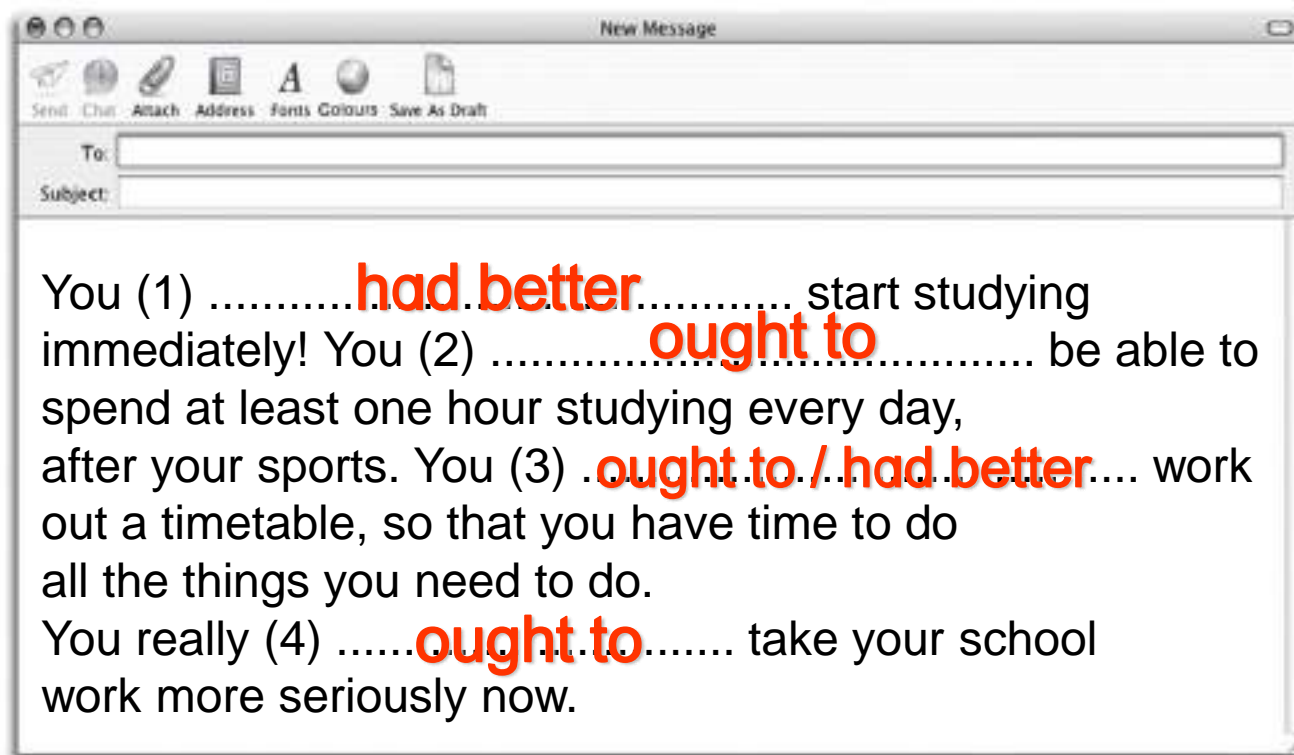 New Message
Send Chat Attach Address Fonts Colours Save As Draft
To:
Subject:
You (1) ........... had better ............ start studying
immediately! You (2) ............ ought to ............ be able to
spend at least one hour studying every day,
after your sports. You (3) .ought to / had better.... work
out a timetable, so that you have time to do
all the things you need to do.
You really (4) ......ought to....... take your school
work more seriously now.